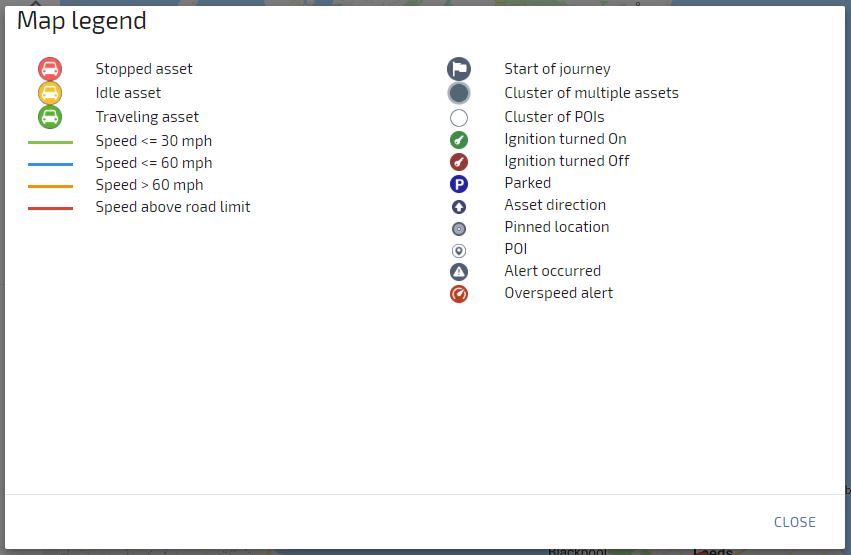 Map legend
Stopped asset
Idle asset
Traveling asset
Speed <= 30 mph
Speed <= 60 mph
Speed > 60 mph
Speed above road limit
Start of journey
Cluster of multiple assets
Cluster of POIs
Ignition turned On
Ignition turned Off
P Parked
Asset direction
Pinned location
POI
Alert occurred
Overspeed alert
CLOSE
Blackpool
Leeds